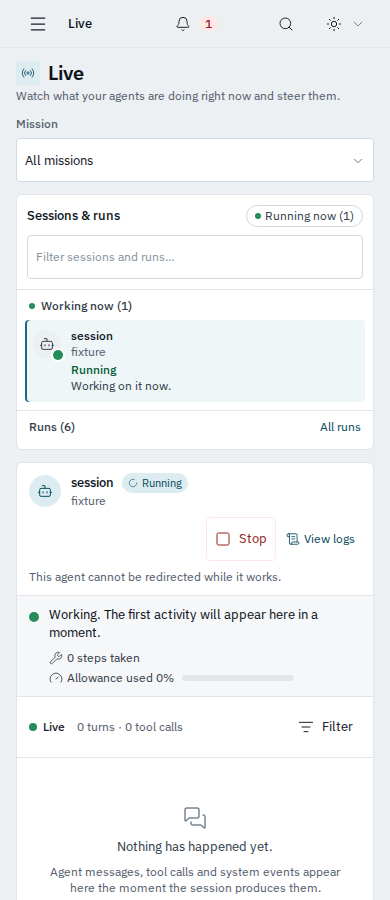 Live
1
Live
Watch what your agents are doing right now and steer them.
Mission
All missions
Sessions & runs
Running now (1)
Filter sessions and runs...
Working now (1)
session
fixture
Running
Working on it now.
Runs (6)
All runs
session
Running
fixture
Stop
View logs
This agent cannot be redirected while it works.
Working. The first activity will appear here in a
moment.
0 steps taken
Allowance used 0%
Live
0 turns · 0 tool calls
Filter
Nothing has happened yet.
Agent messages, tool calls and system events appear
here the moment the session produces them.